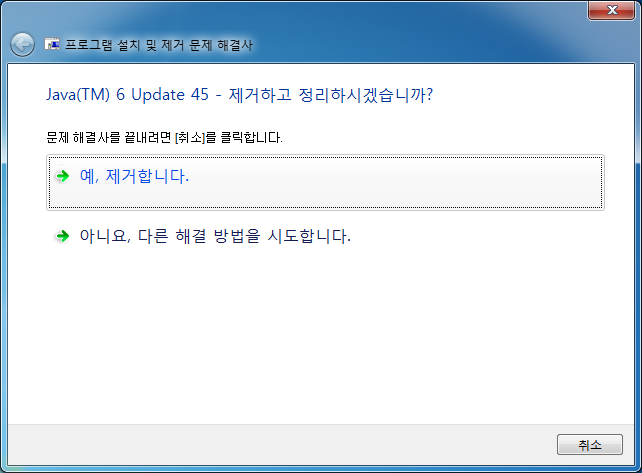 프로그램 설치 및 제거 문제 해결사
Java(TM) 6 Update 45 - 제거하고 정리하시겠습니까?
문제 해결사를 끝내려면 [취소]를 클릭합니다.
예, 제거합니다.
아니요, 다른 해결 방법을 시도합니다.
취소